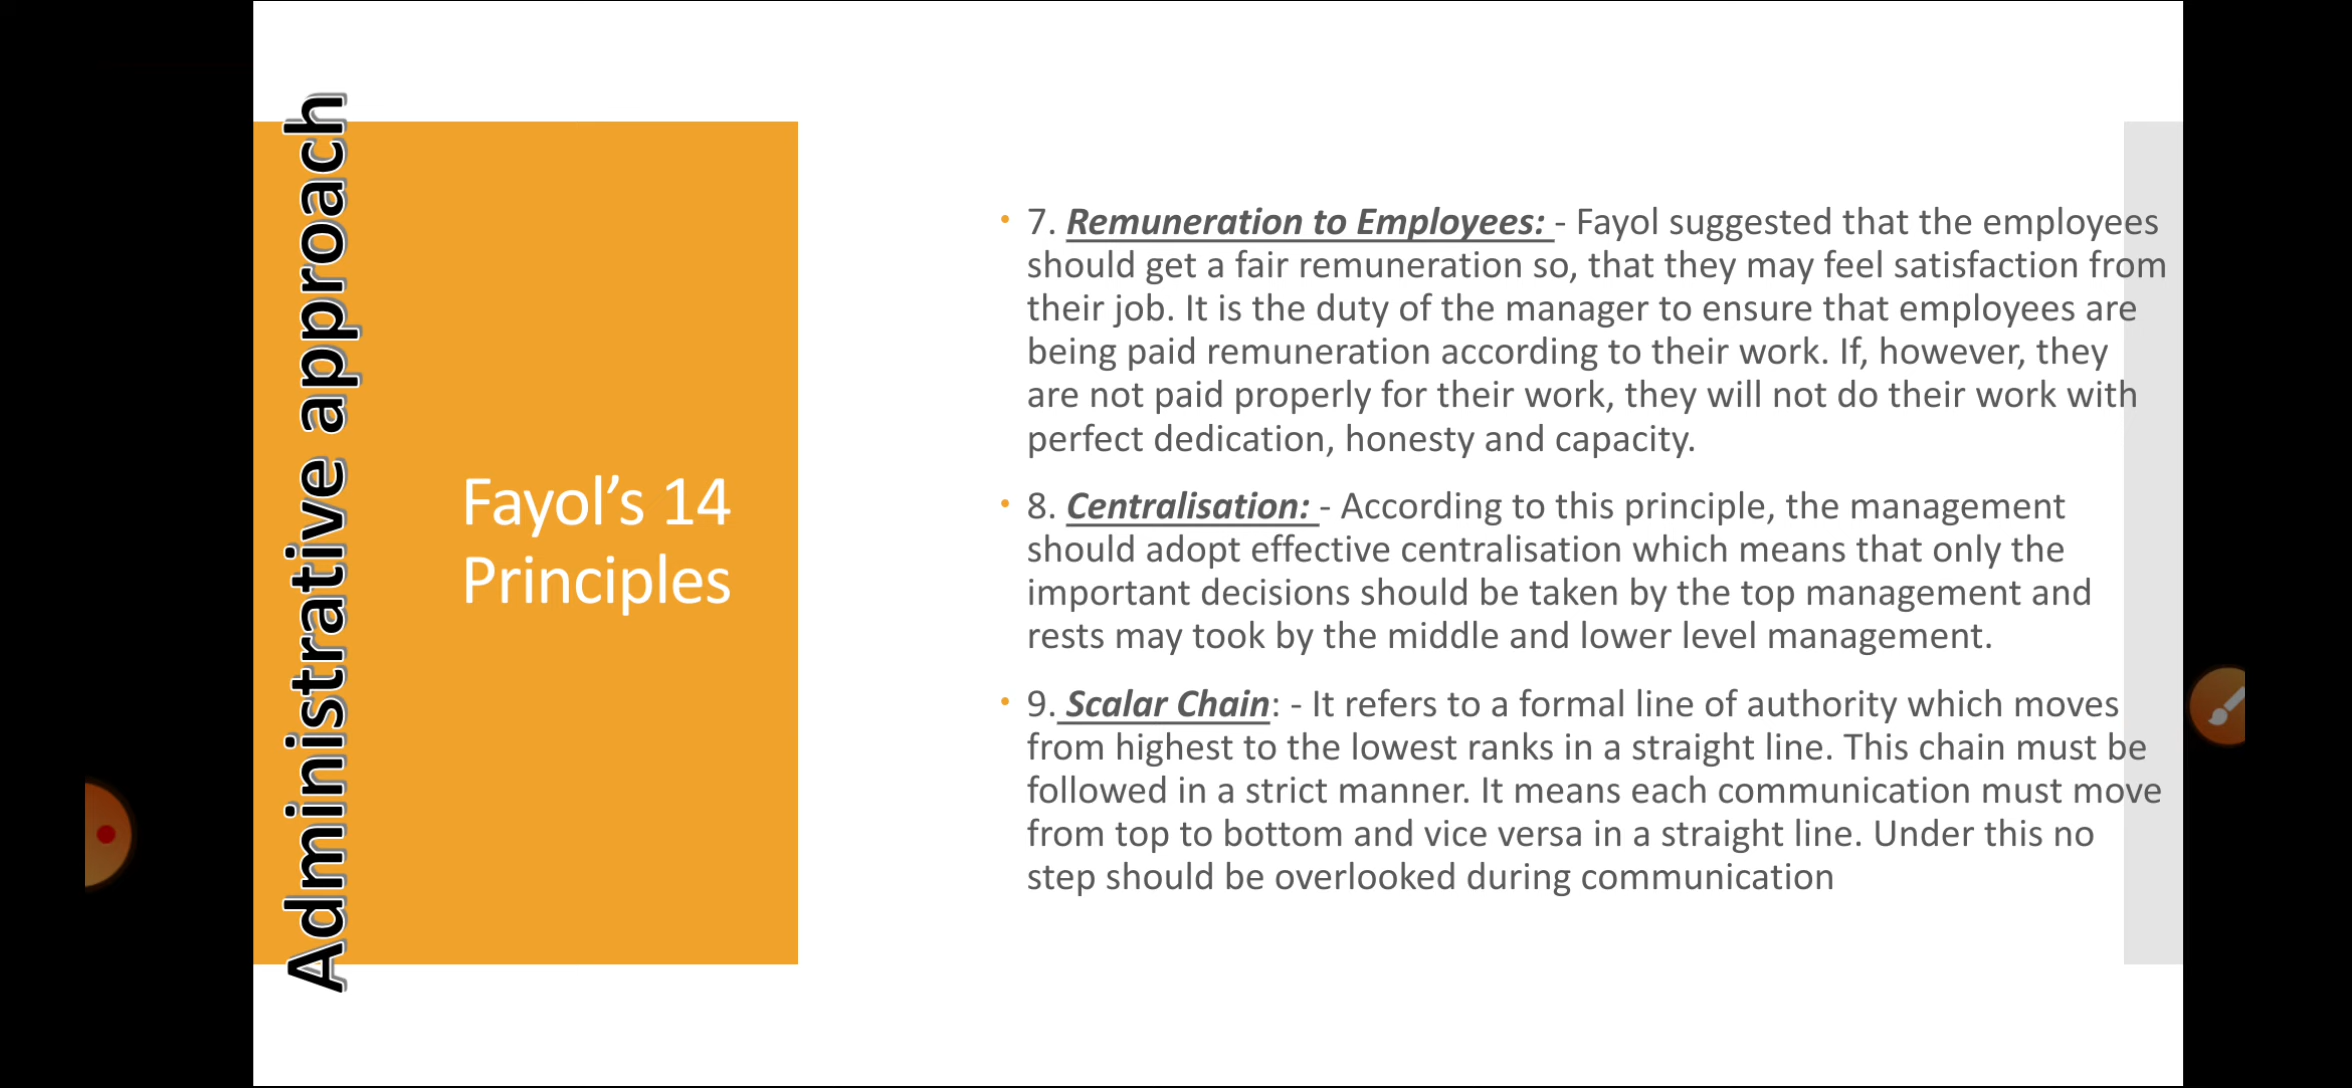 Administrative approach
Fayol’s 14
Principles
• 7. Remuneration to Employees: - Fayol suggested that the employees
should get a fair remuneration so, that they may feel satisfaction from
their job. It is the duty of the manager to ensure that employees are
being paid remuneration according to their work. If, however, they
are not paid properly for their work, they will not do their work with
perfect dedication, honesty and capacity.
• 8. Centralisation: - According to this principle, the management
should adopt effective centralisation which means that only the
important decisions should be taken by the top management and
rests may took by the middle and lower level management.
• 9. Scalar Chain: - It refers to a formal line of authority which moves
from highest to the lowest ranks in a straight line. This chain must be
followed in a strict manner. It means each communication must move
from top to bottom and vice versa in a straight line. Under this no
step should be overlooked during communication